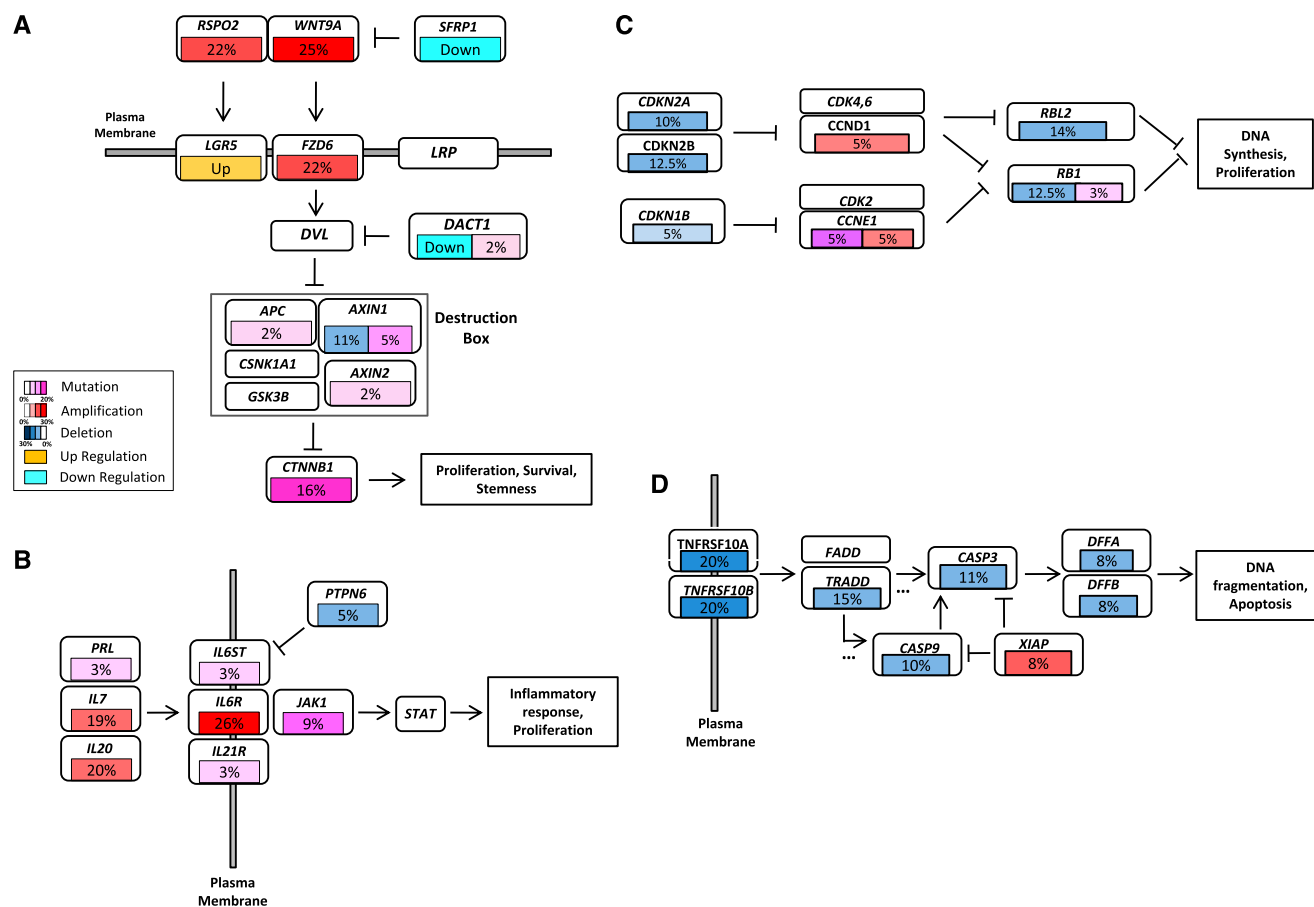 A
RSPO2
22%
WNT9A
25%
SFRP1
Down
Plasma
Membrane
LGR5
Up
FZD6
22%
LRP
DVL
DACT1
Down
2%
APC
2%
AXIN1
11%
5%
CSNK1A1
GSK3B
AXIN2
2%
Destruction
Box
Mutation
0% 20%
Amplification
0% 30%
Deletion
30% 0%
Up Regulation
Down Regulation
CTNNB1
16%
Proliferation, Survival,
Stemness
B
PTPN6
5%
PRL
3%
IL7
19%
IL20
20%
IL6ST
3%
IL6R
26%
IL21R
3%
JAK1
9%
STAT
Inflammatory
response,
Proliferation
Plasma
Membrane
C
CDKN2A
10%
CDKN2B
12.5%
CDKN1B
5%
CDK4,6
CCND1
5%
CDK2
CCNE1
5%
5%
RBL2
14%
RB1
12.5%
3%
DNA
Synthesis,
Proliferation
D
TNFRSF10A
20%
TNFRSF10B
20%
FADD
TRADD
15%
...
...
CASP3
11%
CASP9
10%
XIAP
8%
DFFA
8%
DFFB
8%
DNA
fragmentation,
Apoptosis
Plasma
Membrane